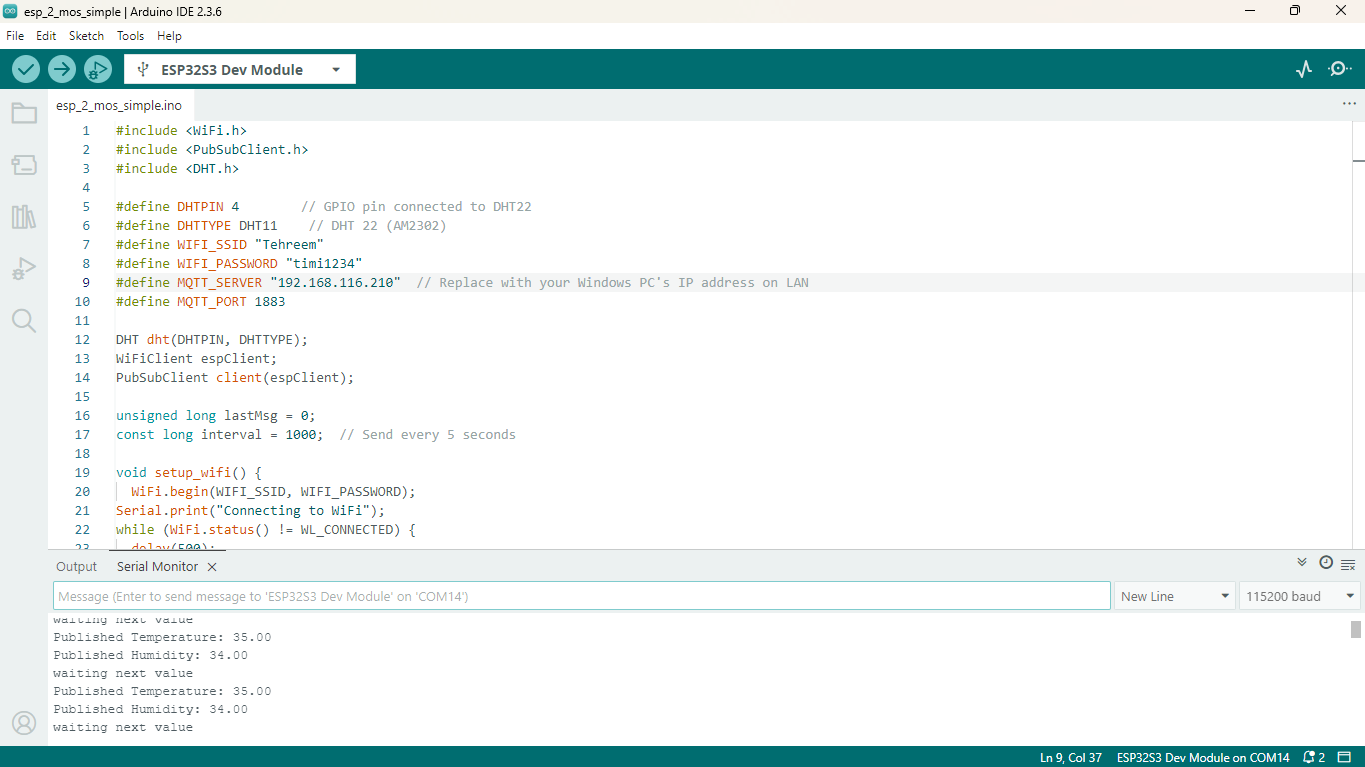 esp_2_mos_simple | Arduino IDE 2.3.6
File Edit Sketch Tools Help
ESP32S3 Dev Module
esp_2_mos_simple.ino
1 #include <WiFi.h>
2 #include <PubSubClient.h>
3 #include <DHT.h>
4
5 #define DHTPIN 4        // GPIO pin connected to DHT22
6 #define DHTTYPE DHT11    // DHT 22 (AM2302)
7 #define WIFI_SSID "Tehreem"
8 #define WIFI_PASSWORD "timi1234"
9 #define MQTT_SERVER "192.168.116.210"  // Replace with your Windows PC's IP address on LAN
10 #define MQTT_PORT 1883
11
12 DHT dht(DHTPIN, DHTTYPE);
13 WiFiClient espClient;
14 PubSubClient client(espClient);
15
16 unsigned long lastMsg = 0;
17 const long interval = 1000;  // Send every 5 seconds
18
19 void setup_wifi() {
20   WiFi.begin(WIFI_SSID, WIFI_PASSWORD);
21 Serial.print("Connecting to WiFi");
22 while (WiFi.status() != WL_CONNECTED) {
23   delay(500);
Output Serial Monitor
Message (Enter to send message to 'ESP32S3 Dev Module' on 'COM14') New Line 115200 baud
waiting next value
Published Temperature: 35.00
Published Humidity: 34.00
waiting next value
Published Temperature: 35.00
Published Humidity: 34.00
waiting next value
Ln 9, Col 37 ESP32S3 Dev Module on COM14 2